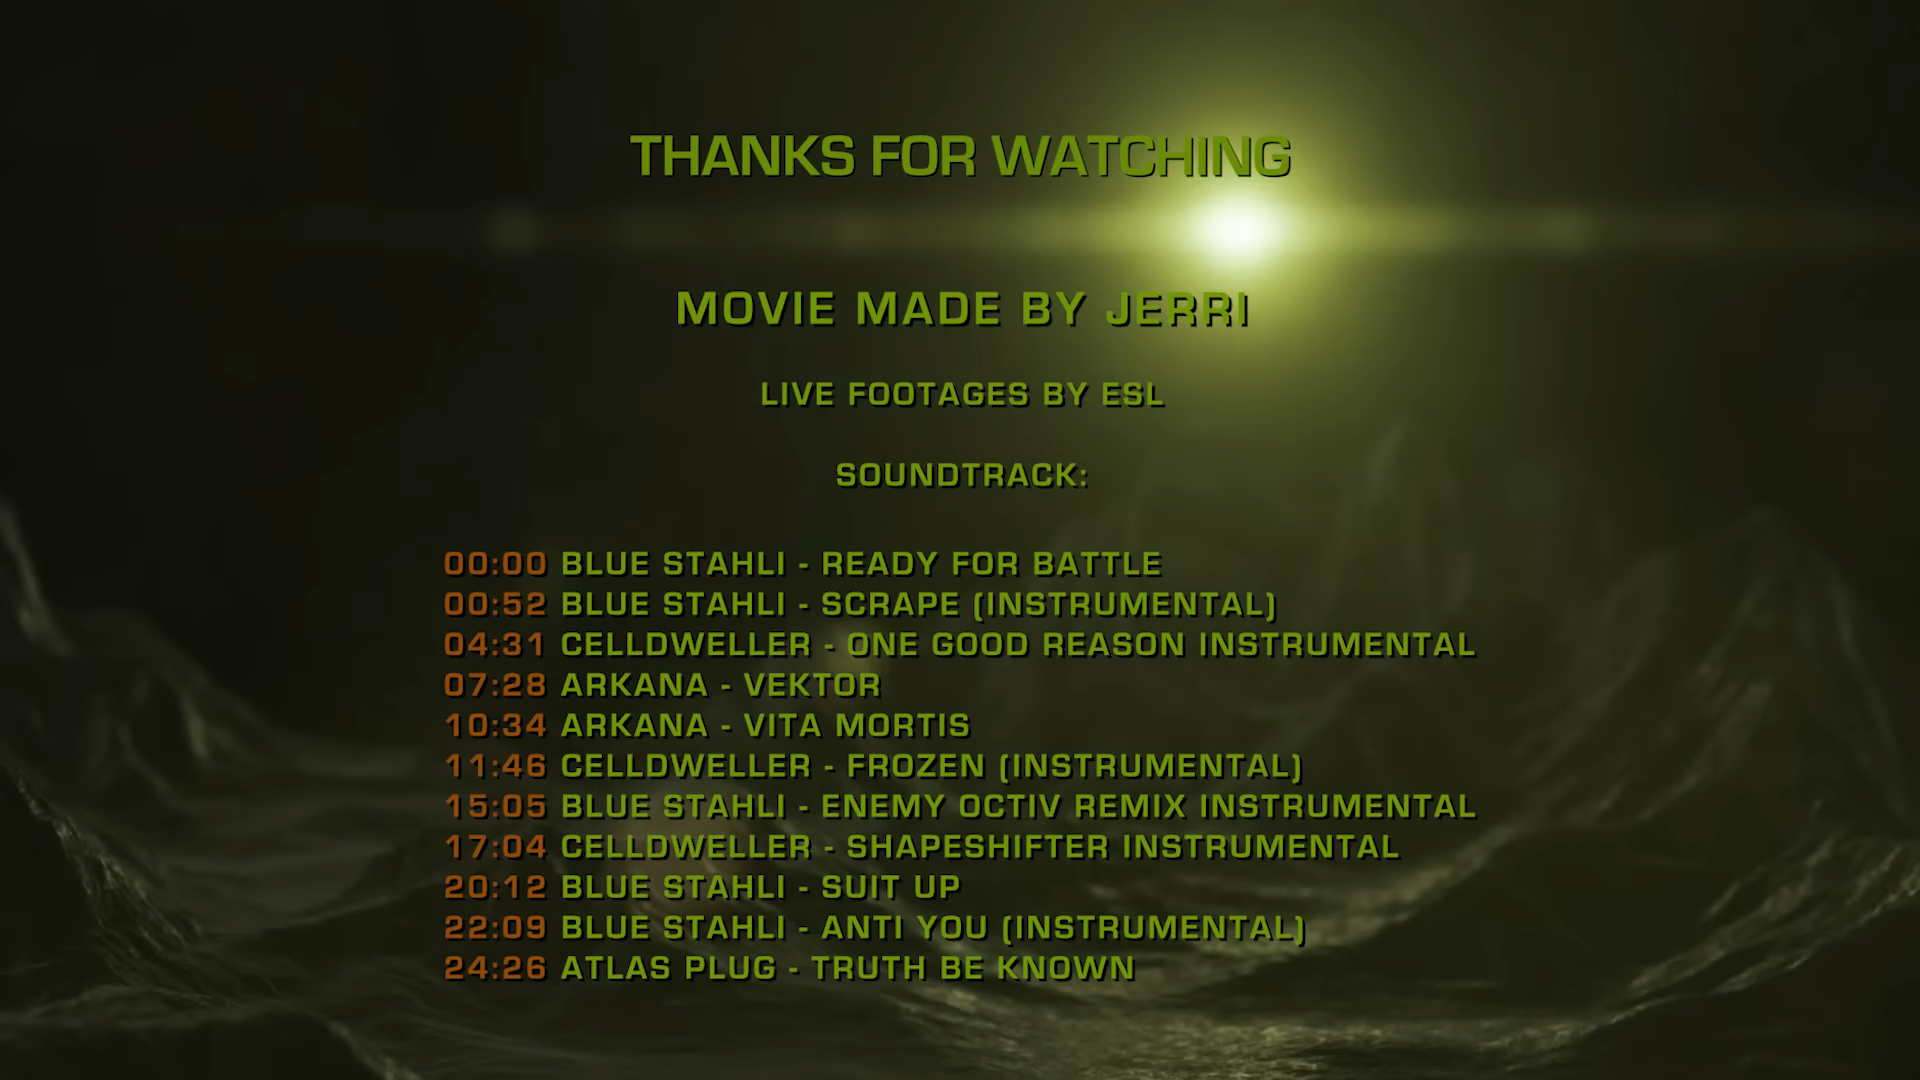 THANKS FOR WATCHING
MOVIE MADE BY JERRI
LIVE FOOTAGES BY ESL
SOUNDTRACK:
00:00 BLUE STAHLI - READY FOR BATTLE
00:52 BLUE STAHLI - SCRAPE (INSTRUMENTAL)
04:31 CELLDWELLER - ONE GOOD REASON INSTRUMENTAL
07:28 ARKANA - VEKTOR
10:34 ARKANA - VITA MORTIS
11:46 CELLDWELLER - FROZEN (INSTRUMENTAL)
15:05 BLUE STAHLI - ENEMY OCTIV REMIX INSTRUMENTAL
17:04 CELLDWELLER - SHAPESHIFTER INSTRUMENTAL
20:12 BLUE STAHLI - SUIT UP
22:09 BLUE STAHLI - ANTI YOU (INSTRUMENTAL)
24:26 ATLAS PLUG - TRUTH BE KNOWN